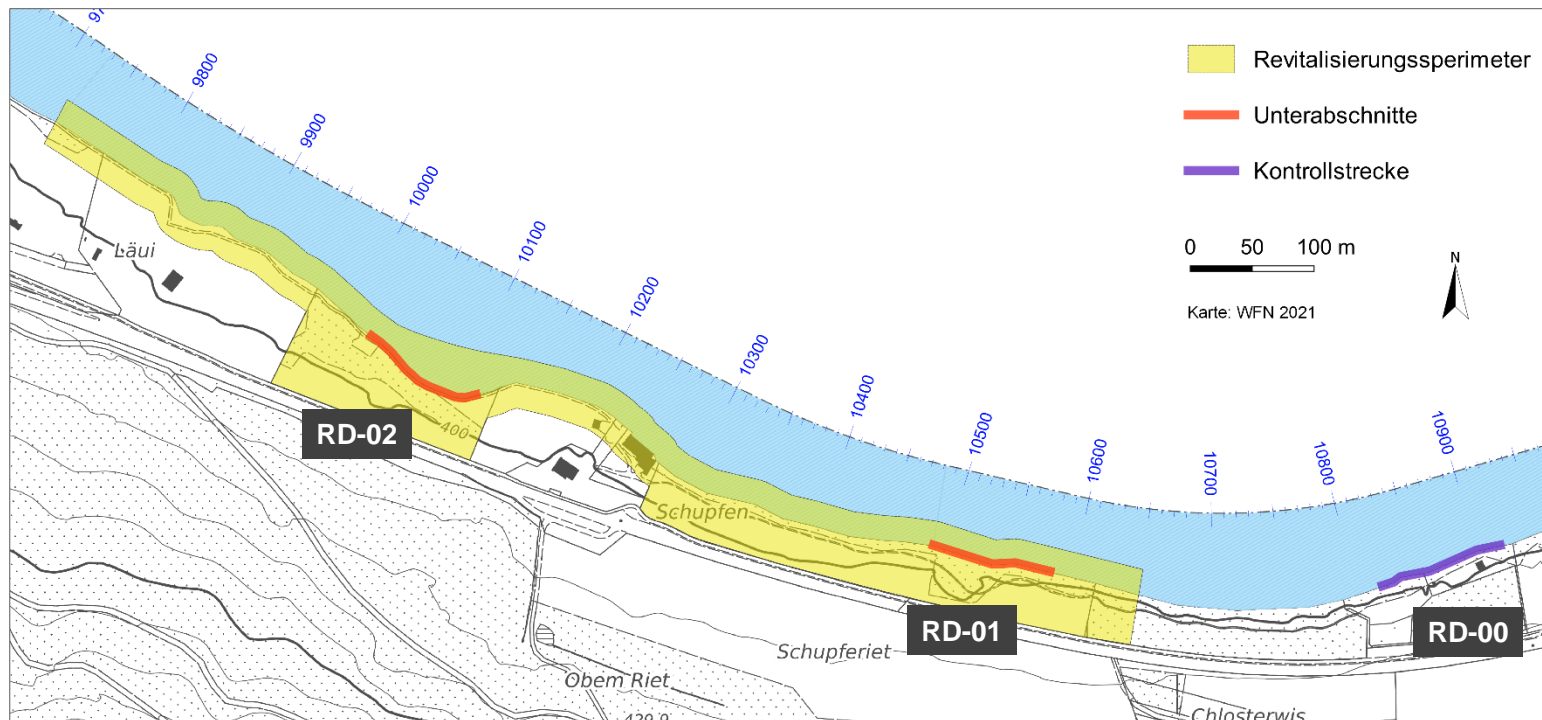 97
9800
9900
10000
10100
10200
10300
10400
10500
10600
10700
10800
10900
Revitalisierungssperimeter
Unterabschnitte
Kontrollstrecke
0 50 100 m
N
Karte: WFN 2021
Läui
RD-02
400
Schupfen
RD-01
RD-00
Schupferiet
Obem Riet
Chlosterwis